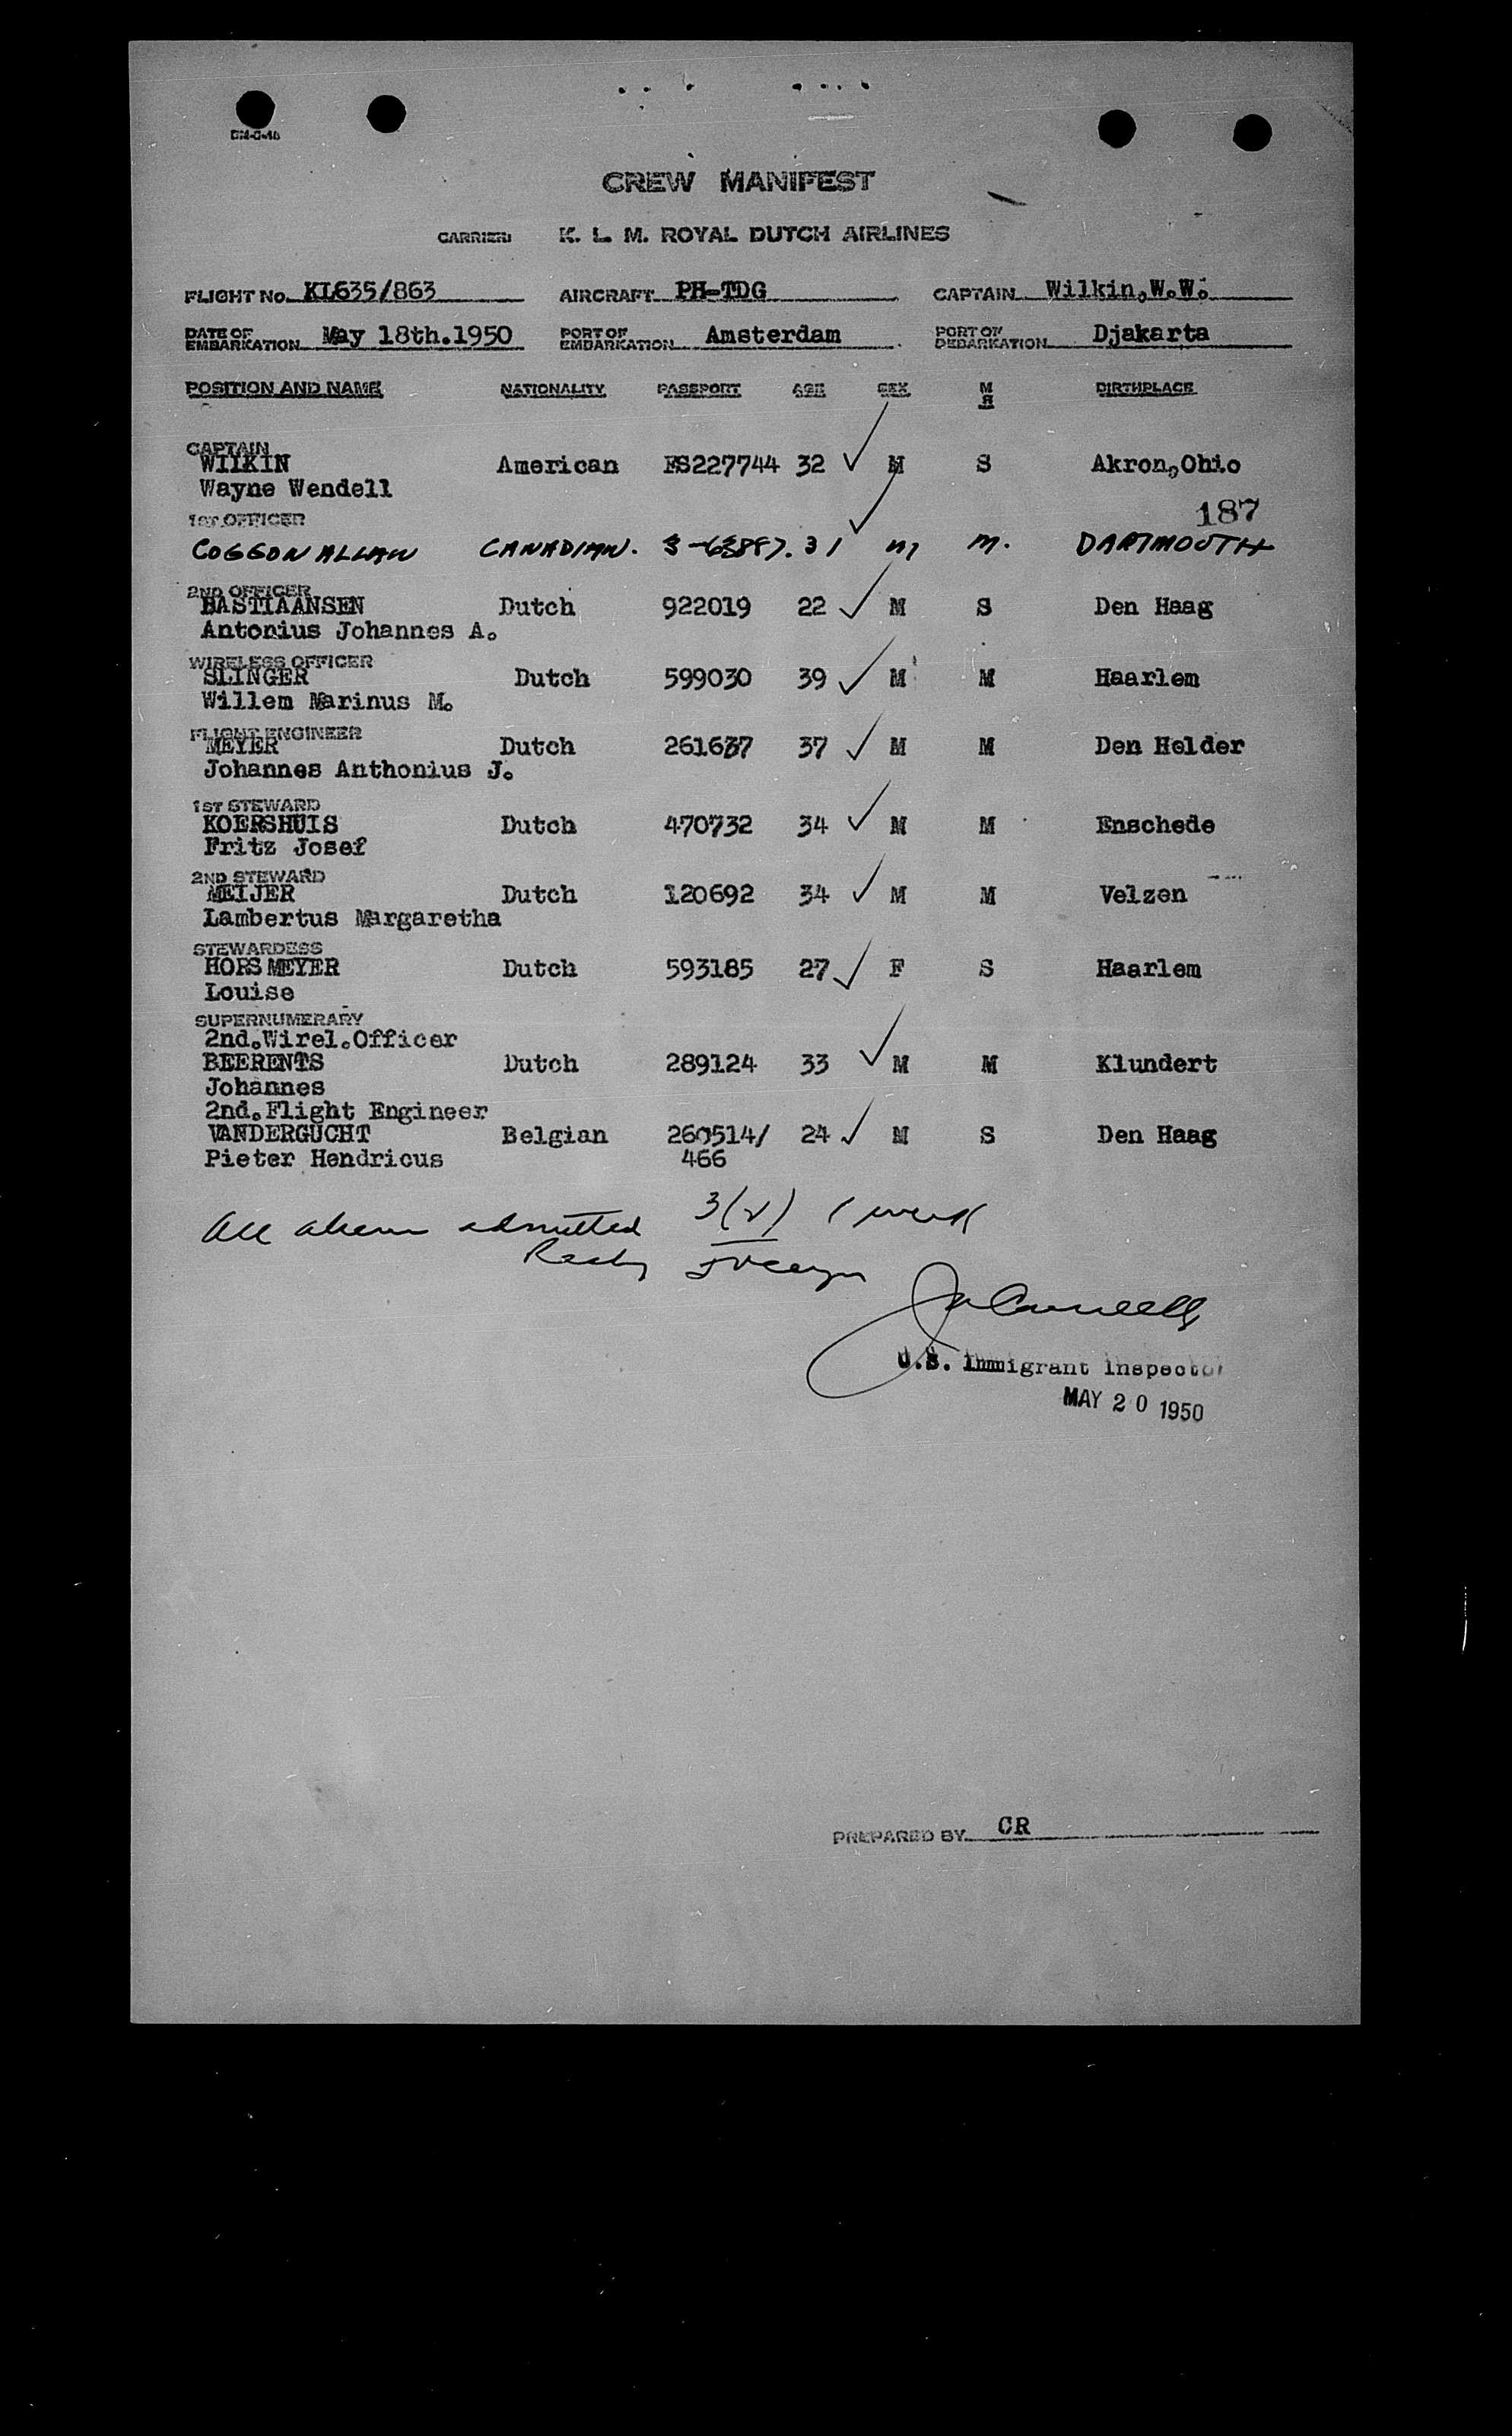 CREW MANIFEST
CARRIER: K. L. M. ROYAL DUTCH AIRLINES
FLIGHT No. KL635/863 AIRCRAFT PH-TDG CAPTAIN Wilkin,W.W.
DATE OF EMBARKATION May 18th.1950 PORT OF EMBARKATION Amsterdam PORT OF DEBARKATION Djakarta
POSITION AND NAME NATIONALITY PASSPORT AGE SEX M S BIRTHPLACE
CAPTAIN
WILKIN American 32 M S Akron,Ohio
Wayne Wendell
187
1ST OFFICER
COGGON ALLAN CANADIAN. 31 M M. DARTMOUTH
2ND OFFICER
BASTIAANSEN Dutch 922019 22 M S Den Haag
Antonius Johannes A.
WIRELESS OFFICER
SLINGER Dutch 599030 39 M M Haarlem
Willem Marinus M.
FLIGHT ENGINEER
MEYER Dutch 261637 37 M M Den Helder
Johannes Anthonius J.
1ST STEWARD
KOERSHUIS Dutch 470732 34 M M Enschede
Fritz Josef
2ND STEWARD
MEIJER Dutch 120692 34 M M Velzen
Lambertus Margaretha
STEWARDESS
HORSMEYER Dutch 593185 27 F S Haarlem
Louise
SUPERNUMERARY
2nd.Wirel.Officer
BEERENTS Dutch 289124 33 M M Klundert
Johannes
2nd.Flight Engineer
VANDERGUCHT Belgian 260514/ 24 M S Den Haag
Pieter Hendricus 466
All above admitted 3(2) 1 week
U.S. Immigrant Inspector
MAY 20 1950
PREPARED BY CR